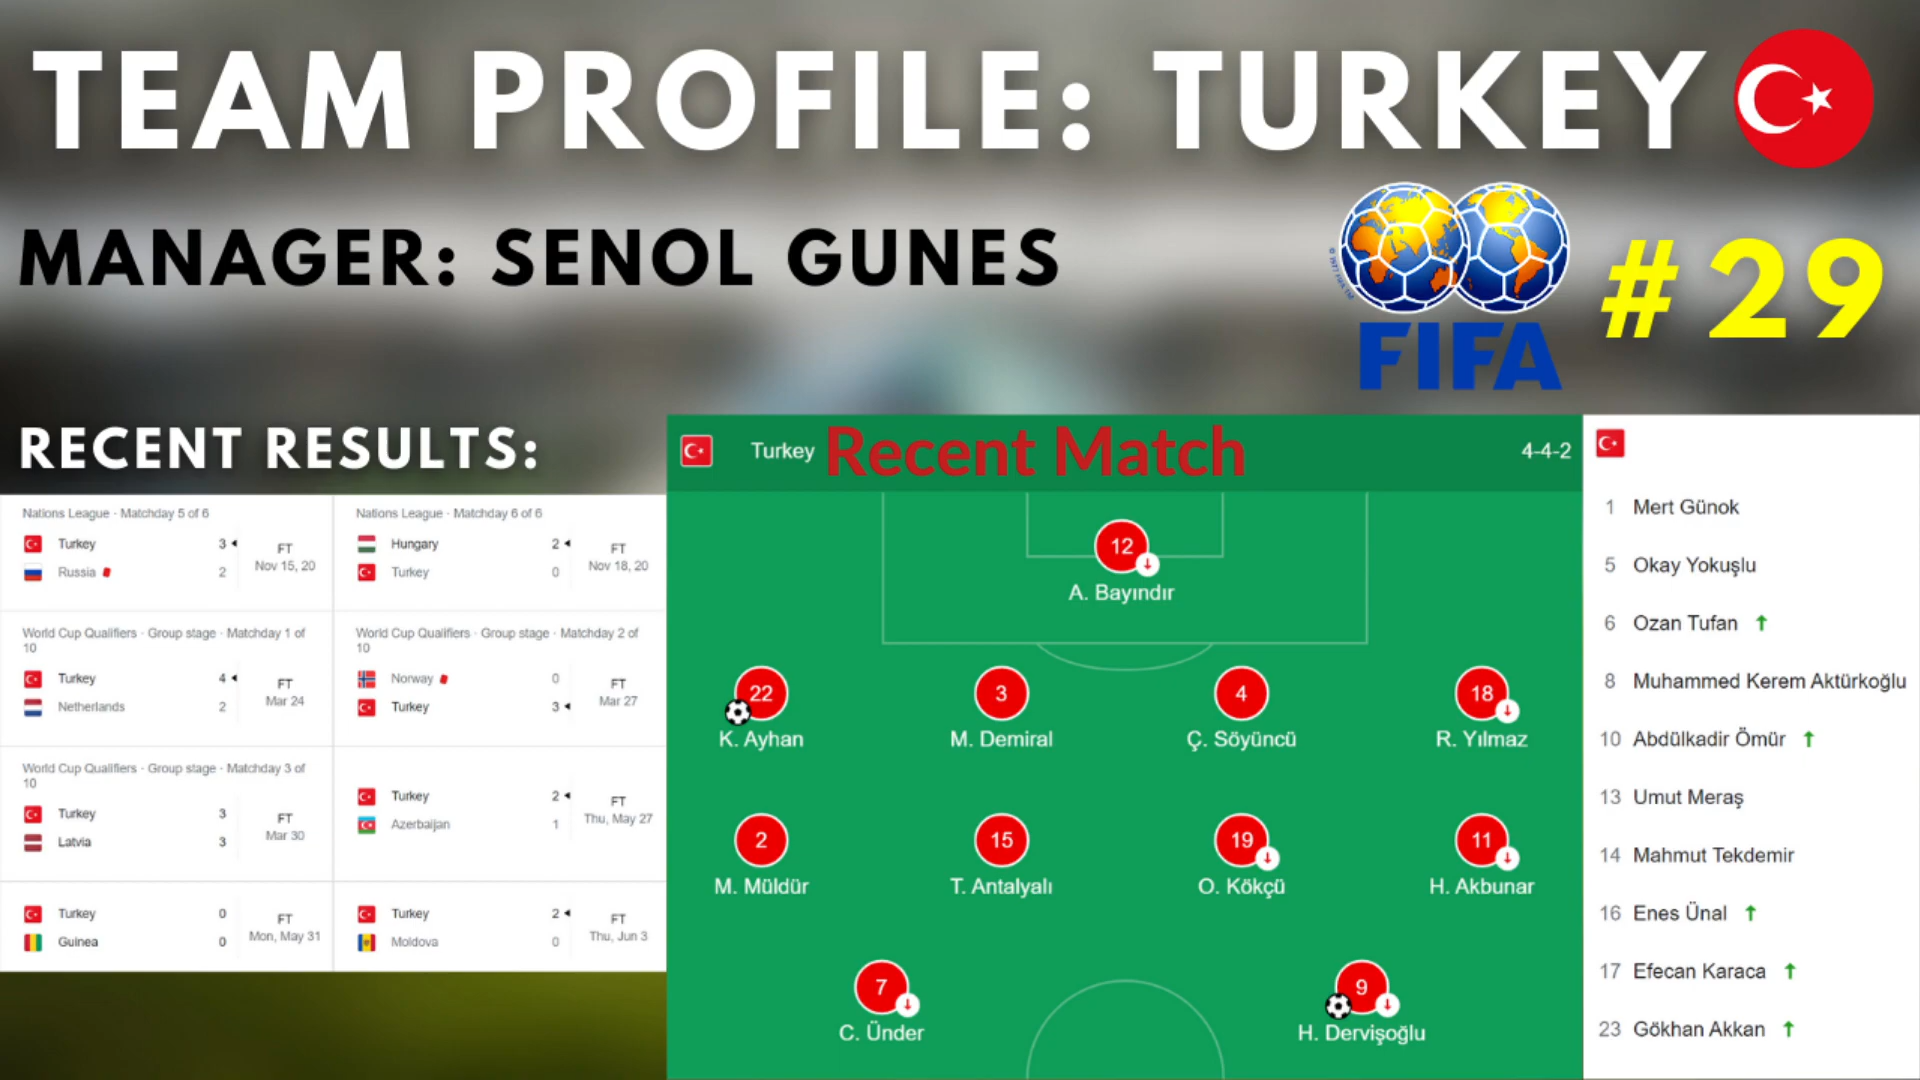 TEAM PROFILE: TURKEY
MANAGER: SENOL GUNES
FIFA
#29
RECENT RESULTS:
Nations League - Matchday 5 of 6
Turkey 3
Russia 2
FT
Nov 15, 20
Nations League - Matchday 6 of 6
Hungary 2
Turkey 0
FT
Nov 18, 20
World Cup Qualifiers - Group stage - Matchday 1 of
10
Turkey 4
Netherlands 2
FT
Mar 24
World Cup Qualifiers - Group stage - Matchday 2 of
10
Norway 0
Turkey 3
FT
Mar 27
World Cup Qualifiers - Group stage - Matchday 3 of
10
Turkey 3
Latvia 3
FT
Mar 30
Turkey 2
Azerbaijan 1
FT
Thu, May 27
Turkey 0
Guinea 0
FT
Mon, May 31
Turkey 2
Moldova 0
FT
Thu, Jun 3
Turkey Recent Match 4-4-2
12
A. Bayındır
22 3 4 18
K. Ayhan M. Demiral Ç. Söyüncü R. Yılmaz
2 15 19 11
M. Müldür T. Antalyalı O. Kökçü H. Akbunar
7 9
C. Ünder H. Dervişoğlu
1 Mert Günok
5 Okay Yokuşlu
6 Ozan Tufan
8 Muhammed Kerem Aktürkoğlu
10 Abdülkadir Ömür
13 Umut Meraş
14 Mahmut Tekdemir
16 Enes Ünal
17 Efecan Karaca
23 Gökhan Akkan